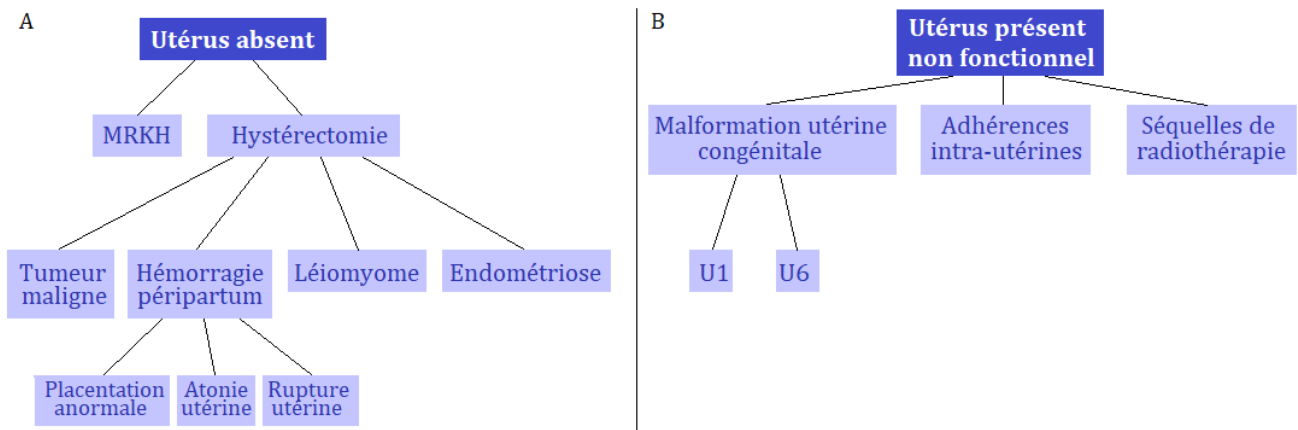 A
Utérus absent
MRKH
Hystérectomie
Tumeur
maligne
Hémorragie
péripartum
Léiomyome
Endométriose
Placentation
anormale
Atonie
utérine
Rupture
utérine
B
Utérus présent
non fonctionnel
Malformation utérine
congénitale
Adhérences
intra-utérines
Séquelles de
radiothérapie
U1
U6